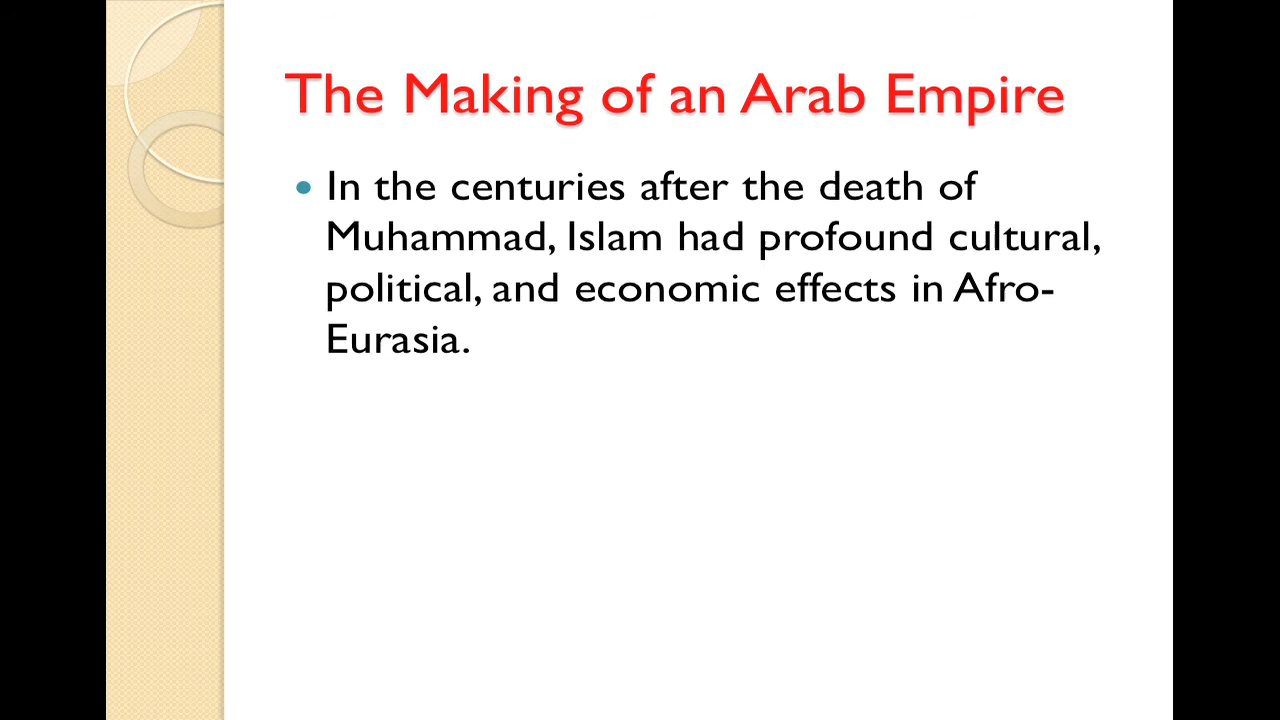 The Making of an Arab Empire
In the centuries after the death of
Muhammad, Islam had profound cultural,
political, and economic effects in Afro-
Eurasia.